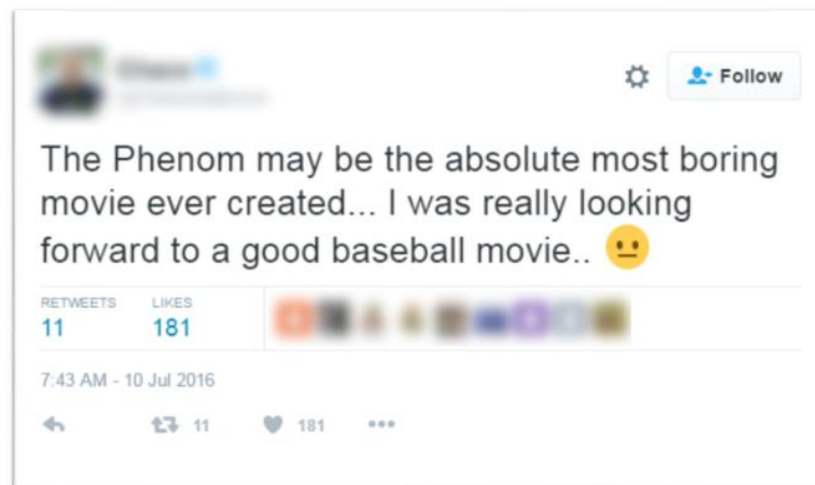 Follow
The Phenom may be the absolute most boring
movie ever created... I was really looking
forward to a good baseball movie.. 😐
RETWEETS LIKES
11 181
7:43 AM - 10 Jul 2016
11 181